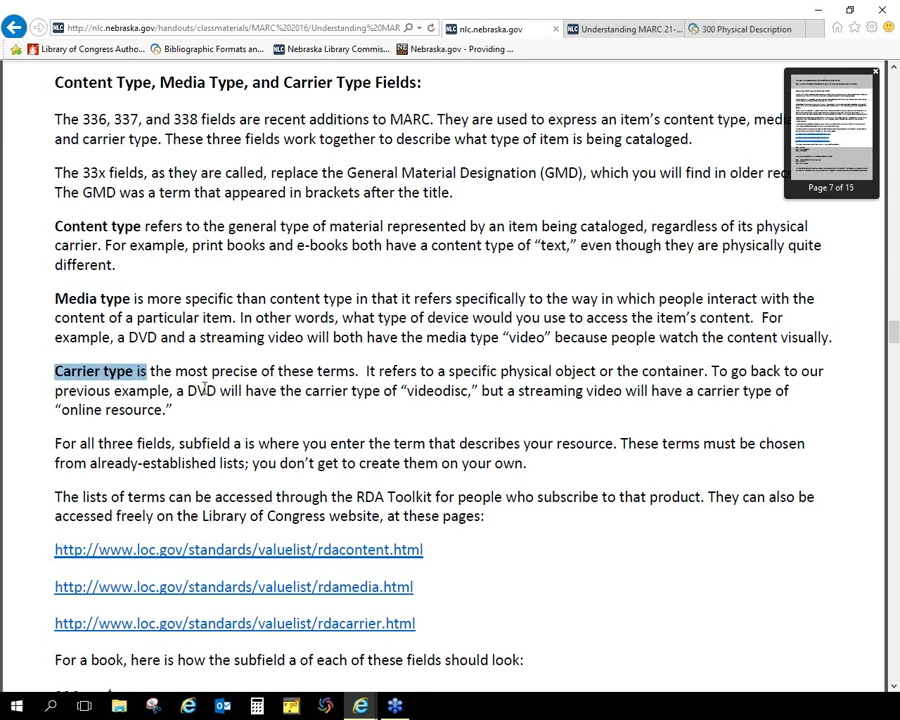 http://nlc.nebraska.gov/handouts/classmaterials/MARC%202016/Understanding%20MAR
nlc.nebraska.gov
Understanding MARC 21-...
300 Physical Description
Library of Congress Autho...
Bibliographic Formats an...
Nebraska Library Commiss...
Nebraska.gov - Providing ...
Content Type, Media Type, and Carrier Type Fields:
The 336, 337, and 338 fields are recent additions to MARC. They are used to express an item’s content type, medi
and carrier type. These three fields work together to describe what type of item is being cataloged.
The 33x fields, as they are called, replace the General Material Designation (GMD), which you will find in older reco
The GMD was a term that appeared in brackets after the title.
Page 7 of 15
Content type refers to the general type of material represented by an item being cataloged, regardless of its physical
carrier. For example, print books and e-books both have a content type of “text,” even though they are physically quite
different.
Media type is more specific than content type in that it refers specifically to the way in which people interact with the
content of a particular item. In other words, what type of device would you use to access the item’s content.  For
example, a DVD and a streaming video will both have the media type “video” because people watch the content visually.
Carrier type is the most precise of these terms.  It refers to a specific physical object or the container. To go back to our
previous example, a DVD will have the carrier type of “videodisc,” but a streaming video will have a carrier type of
“online resource.”
For all three fields, subfield a is where you enter the term that describes your resource. These terms must be chosen
from already-established lists; you don’t get to create them on your own.
The lists of terms can be accessed through the RDA Toolkit for people who subscribe to that product. They can also be
accessed freely on the Library of Congress website, at these pages:
http://www.loc.gov/standards/valuelist/rdacontent.html
http://www.loc.gov/standards/valuelist/rdamedia.html
http://www.loc.gov/standards/valuelist/rdacarrier.html
For a book, here is how the subfield a of each of these fields should look: